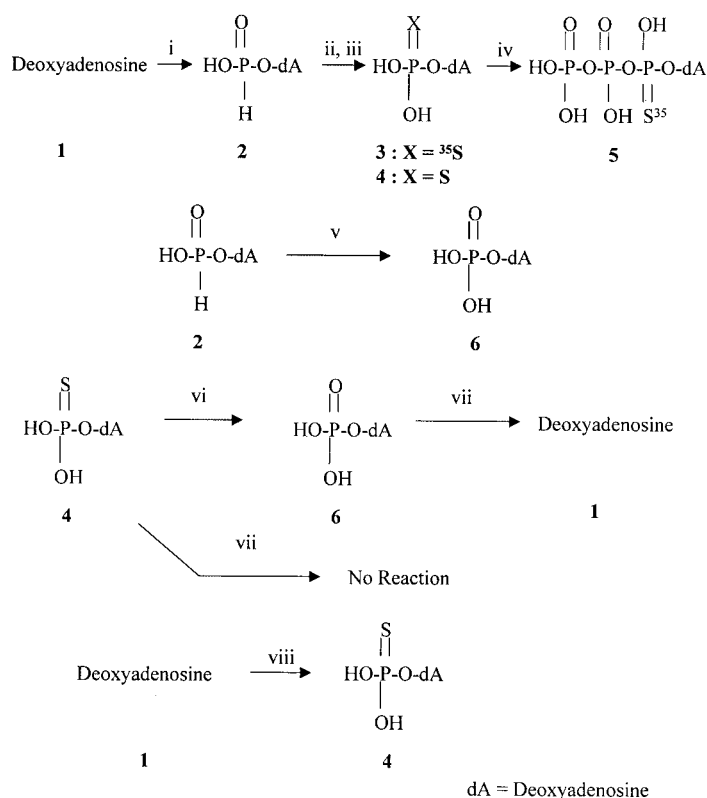 X
O O O OH
i ii, iii iv
Deoxyadenosine HO-P-O-dA HO-P-O-dA HO-P-O-P-O-P-O-dA
H OH OH OH S35
1 2 3 : X = 35S 5
4 : X = S
O O
v
HO-P-O-dA HO-P-O-dA
H OH
2 6
S O
vi vii
HO-P-O-dA HO-P-O-dA Deoxyadenosine
OH OH
4 6 1
vii
No Reaction
S
viii
Deoxyadenosine HO-P-O-dA
OH
1 4
dA = Deoxyadenosine